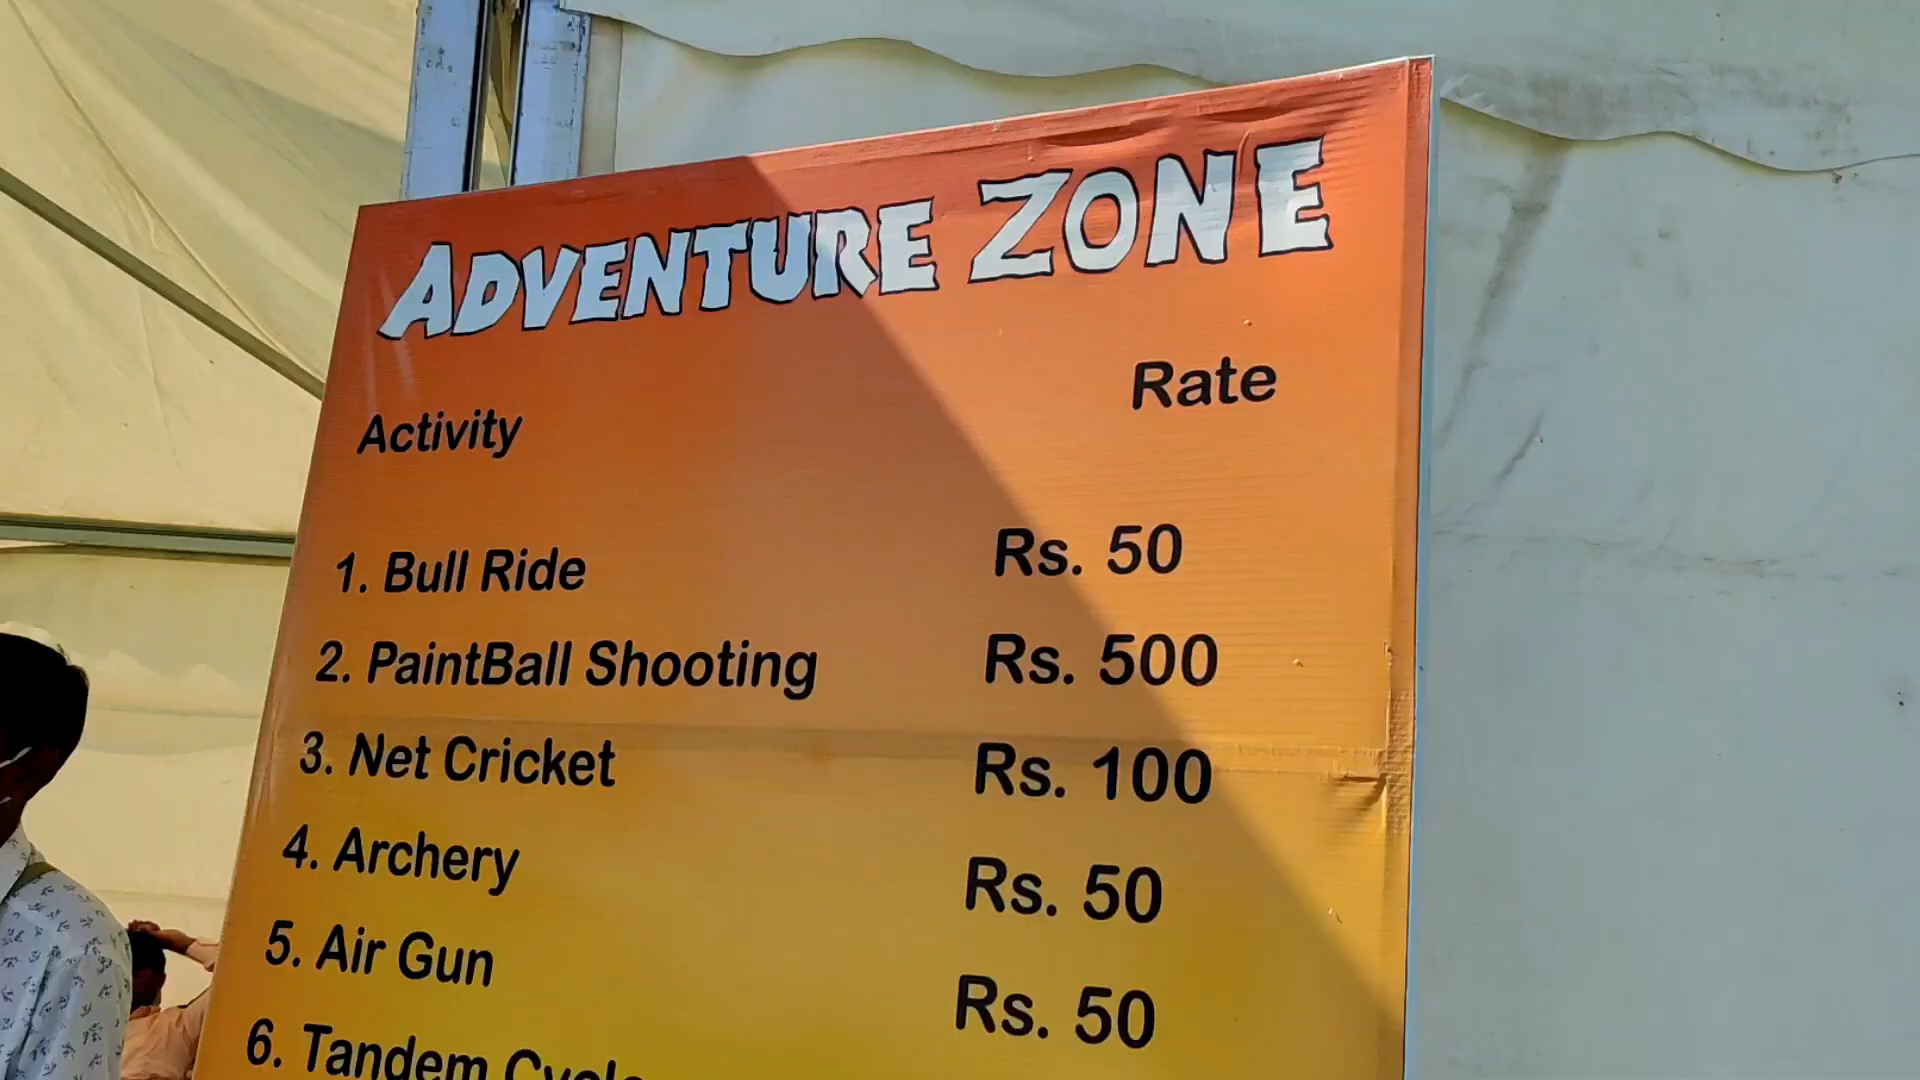 ADVENTURE ZONE
Activity Rate
1. Bull Ride Rs. 50
2. PaintBall Shooting Rs. 500
3. Net Cricket Rs. 100
4. Archery Rs. 50
5. Air Gun Rs. 50
6. Tandem Cycle